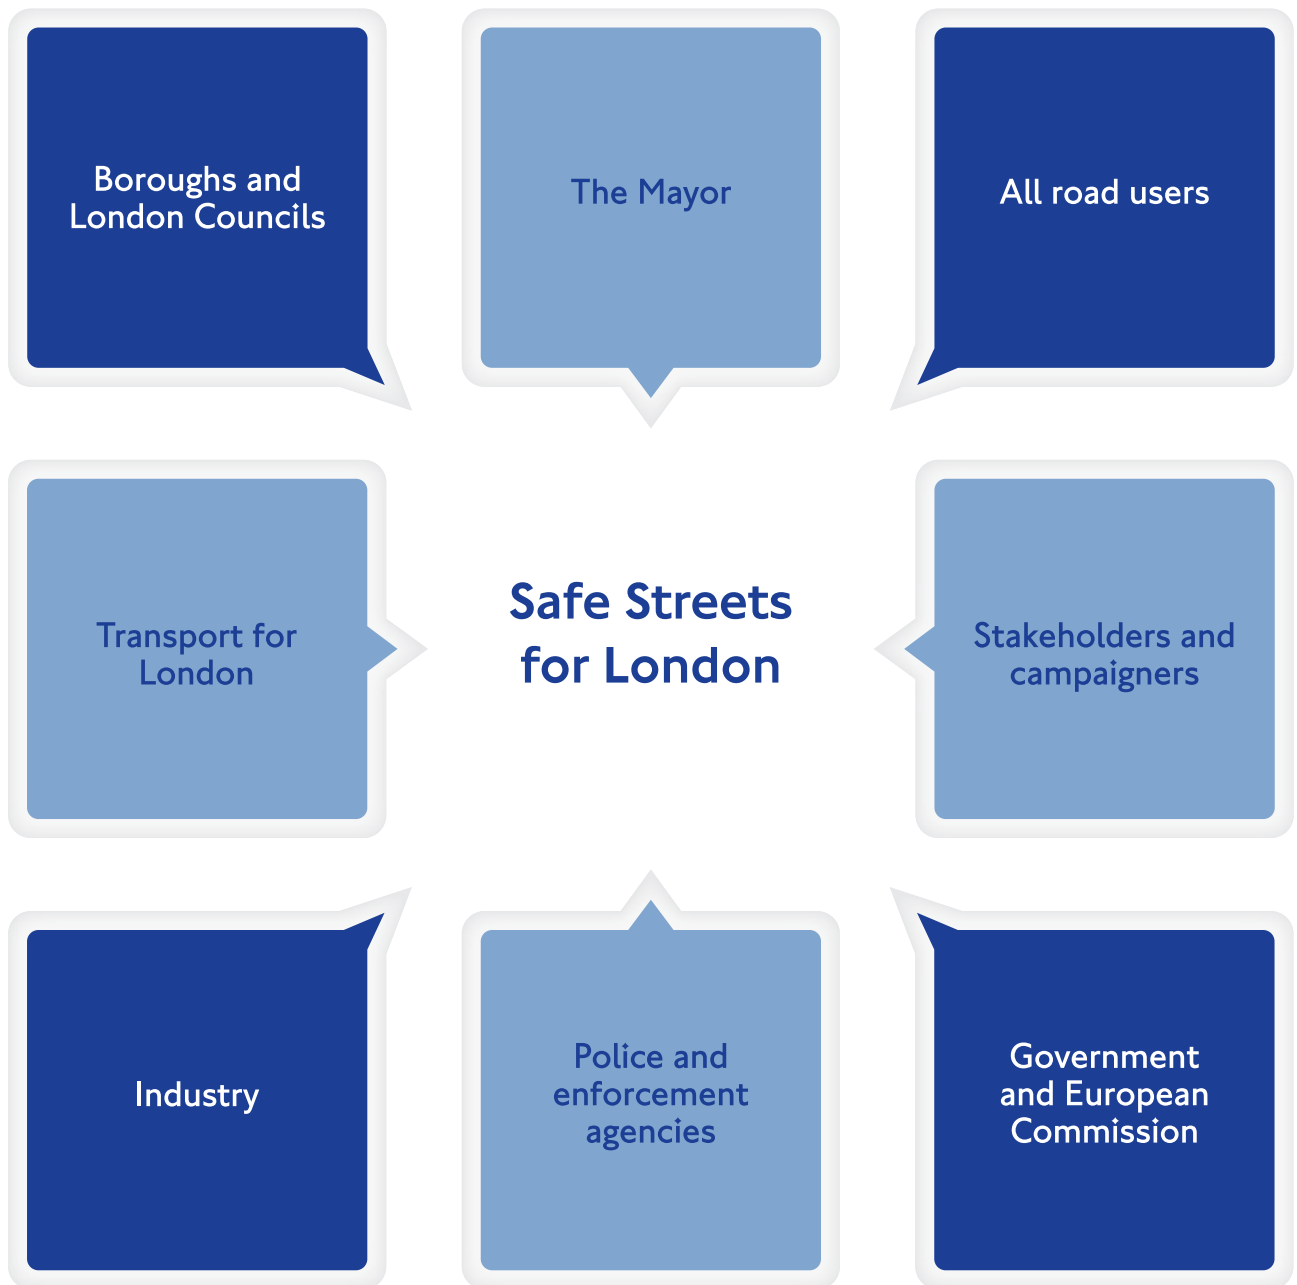 Boroughs and
London Councils
The Mayor
All road users
Transport for
London
Safe Streets
for London
Stakeholders and
campaigners
Industry
Police and
enforcement
agencies
Government
and European
Commission